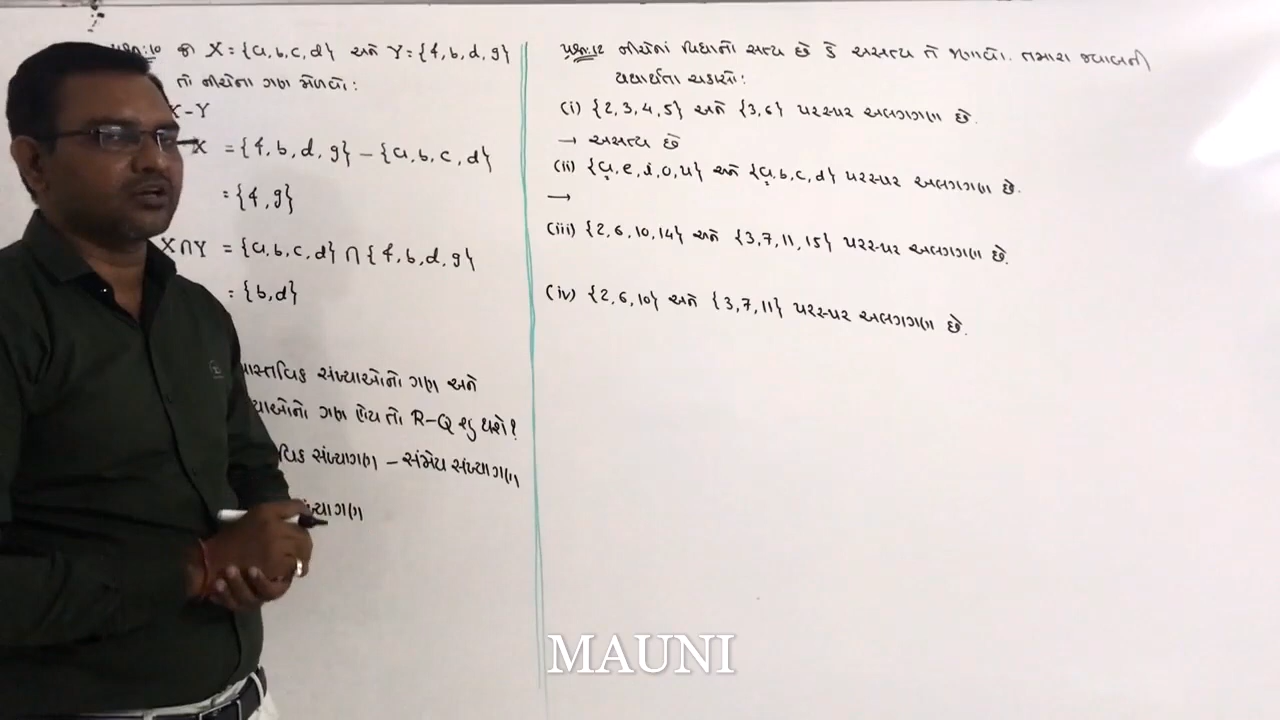 પ્રશ્ન:10 જો X = {a, b, c, d} અને Y = {f, b, d, g}
તો નીચેના ગણ મેળવો:
X - Y
X = {f, b, d, g} - {a, b, c, d}
= {f, g}
X∩Y = {a, b, c, d} ∩ {f, b, d, g}
= {b, d}
વાસ્તવિક સંખ્યાઓનો ગણ અને
ગણ હોય તો R-Q શું થશે?
સંખ્યાગણ - સંમેય સંખ્યાગણ
પ્રશ્ન:12 નીચેનાં વિધાનો સત્ય છે કે અસત્ય તે જણાવો. તમારા જવાબની
યથાર્થતા ચકાસો:
(i) {2, 3, 4, 5} અને {3, 6} પરસ્પર અલગગણ છે.
→ અસત્ય છે
(ii) {a, e, i, o, u} અને {a, b, c, d} પરસ્પર અલગગણ છે.
→
(iii) {2, 6, 10, 14} અને {3, 7, 11, 15} પરસ્પર અલગગણ છે.
(iv) {2, 6, 10} અને {3, 7, 11} પરસ્પર અલગગણ છે.
MAUNI